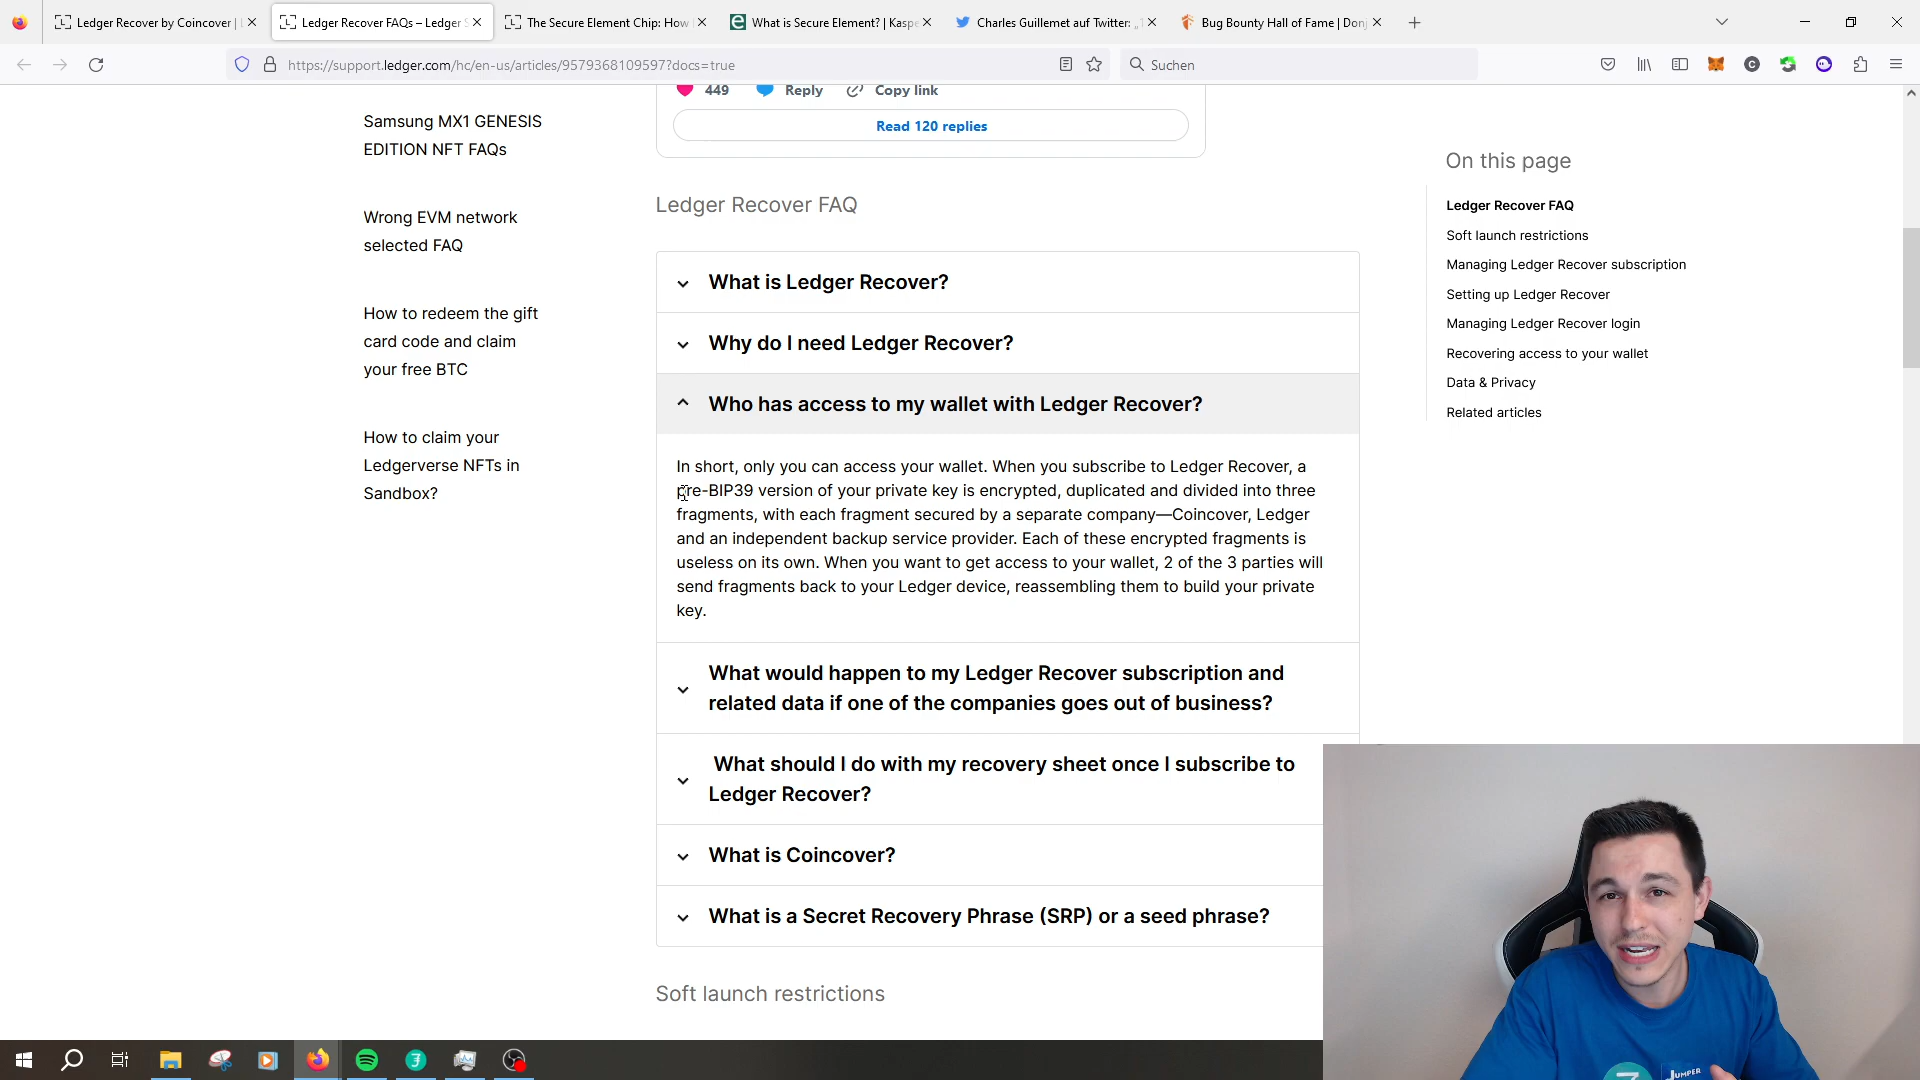 Ledger Recover by Coincover |
Ledger Recover FAQs – Ledger S
The Secure Element Chip: How
What is Secure Element? | Kaspe
Charles Guillemet auf Twitter: „
Bug Bounty Hall of Fame | Donj
https://support.ledger.com/hc/en-us/articles/9579368109597?docs=true
Suchen
449 Reply Copy link
Read 120 replies
Samsung MX1 GENESIS
EDITION NFT FAQs
Wrong EVM network
selected FAQ
How to redeem the gift
card code and claim
your free BTC
How to claim your
Ledgerverse NFTs in
Sandbox?
Ledger Recover FAQ
What is Ledger Recover?
Why do I need Ledger Recover?
Who has access to my wallet with Ledger Recover?
In short, only you can access your wallet. When you subscribe to Ledger Recover, a
pre-BIP39 version of your private key is encrypted, duplicated and divided into three
fragments, with each fragment secured by a separate company—Coincover, Ledger
and an independent backup service provider. Each of these encrypted fragments is
useless on its own. When you want to get access to your wallet, 2 of the 3 parties will
send fragments back to your Ledger device, reassembling them to build your private
key.
What would happen to my Ledger Recover subscription and
related data if one of the companies goes out of business?
What should I do with my recovery sheet once I subscribe to
Ledger Recover?
What is Coincover?
What is a Secret Recovery Phrase (SRP) or a seed phrase?
Soft launch restrictions
On this page
Ledger Recover FAQ
Soft launch restrictions
Managing Ledger Recover subscription
Setting up Ledger Recover
Managing Ledger Recover login
Recovering access to your wallet
Data & Privacy
Related articles
JUMPER